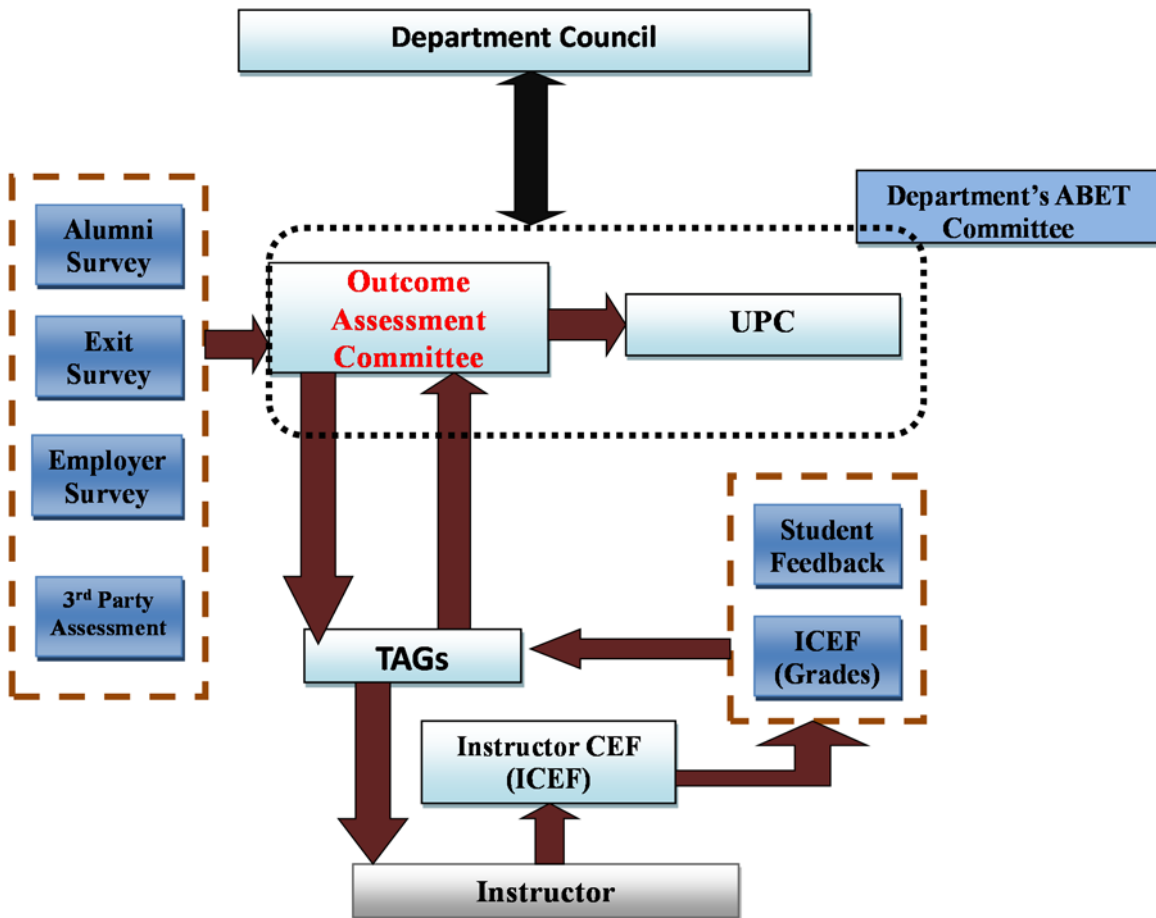 Department Council
Department's ABET
Committee
Alumni
Survey
Exit
Survey
Employer
Survey
3rd Party
Assessment
Outcome
Assessment
Committee
UPC
Student
Feedback
ICEF
(Grades)
TAGs
Instructor CEF
(ICEF)
Instructor